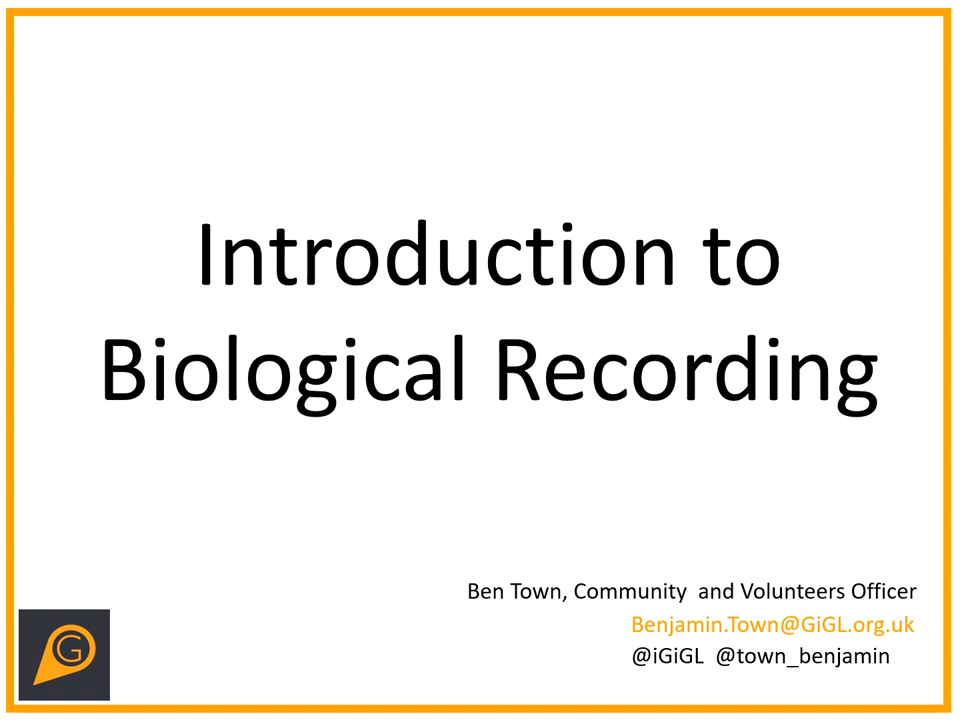 Introduction to
Biological Recording
Ben Town, Community and Volunteers Officer
Benjamin.Town@GiGL.org.uk
@iGiGL @town_benjamin
G